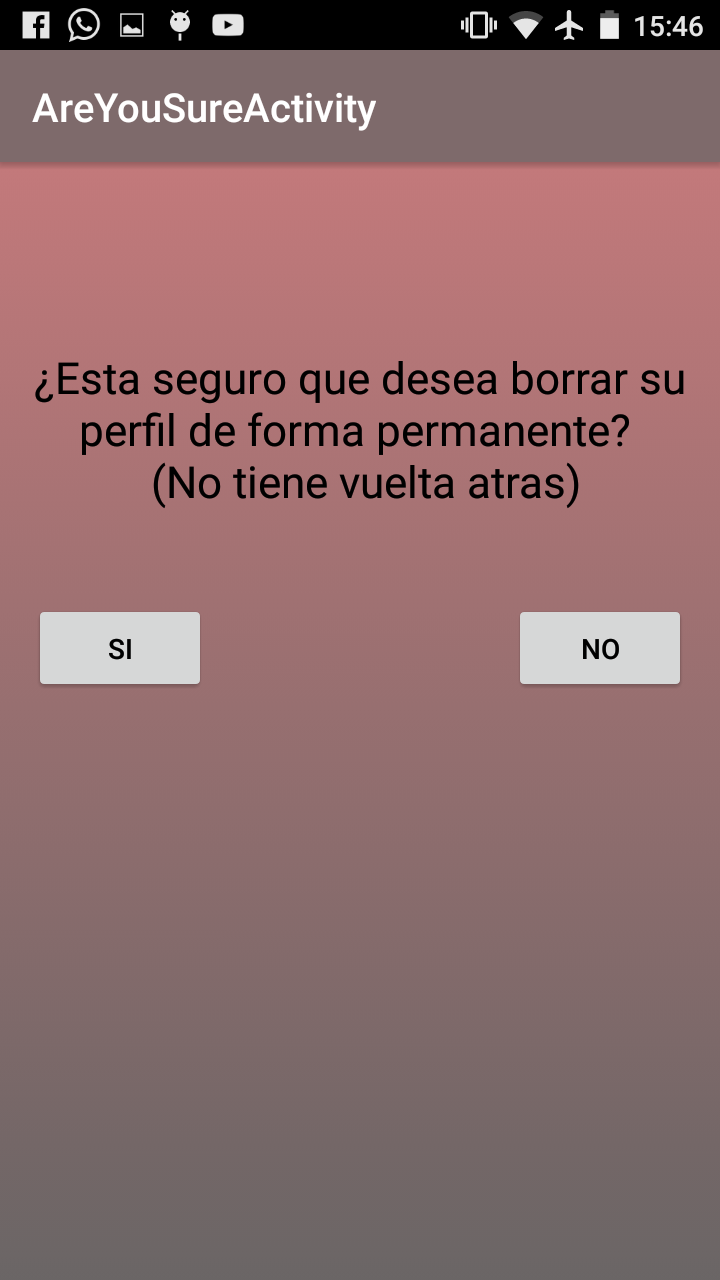 15:46
AreYouSureActivity
¿Esta seguro que desea borrar su
perfil de forma permanente?
(No tiene vuelta atras)
SI
NO